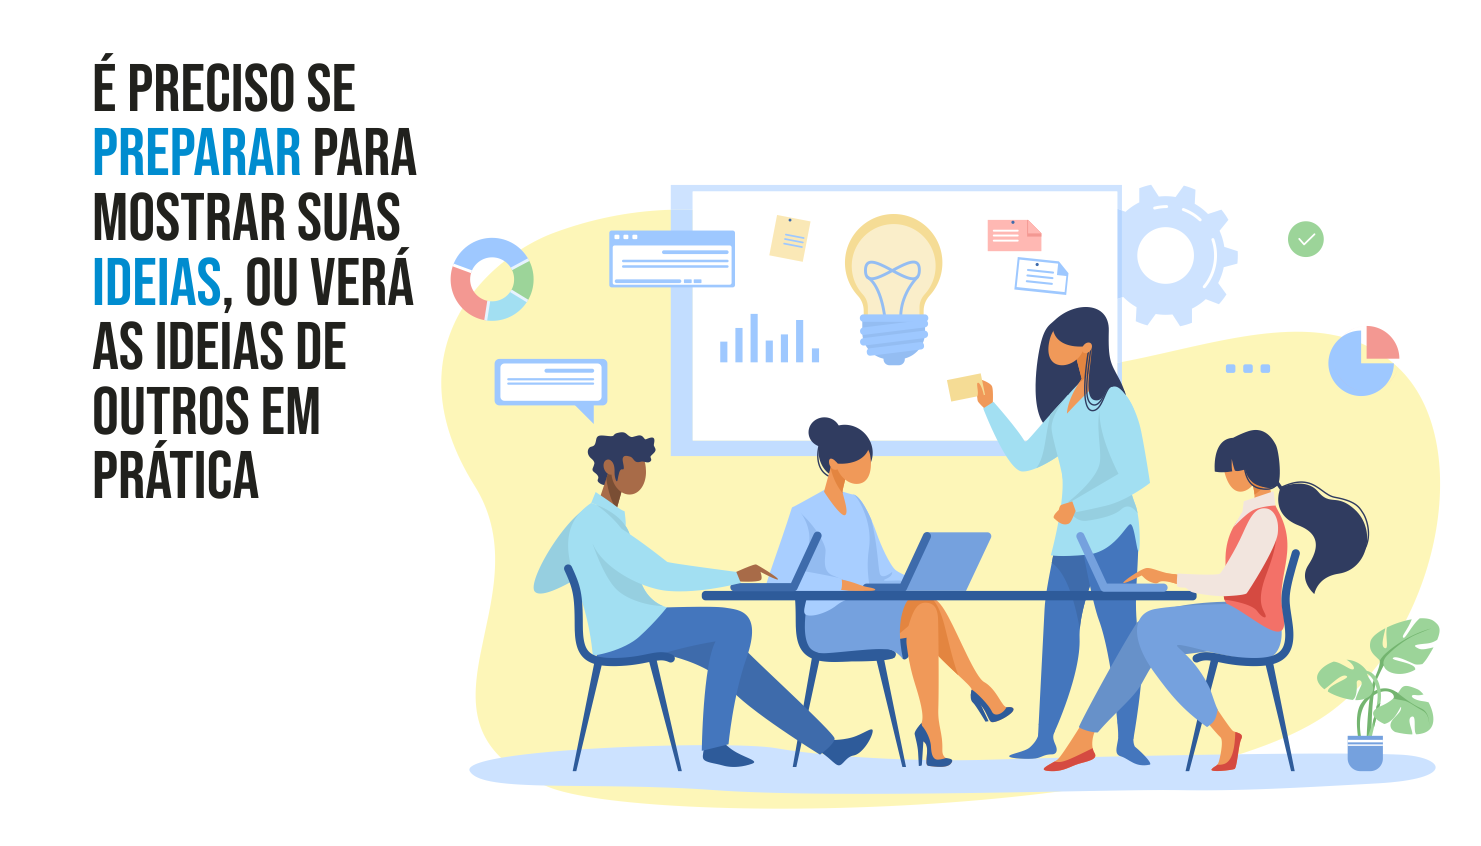 É PRECISO SE
PREPARAR PARA
MOSTRAR SUAS
IDEIAS, OU VERÁ
AS IDEIAS DE
OUTROS EM
PRÁTICA